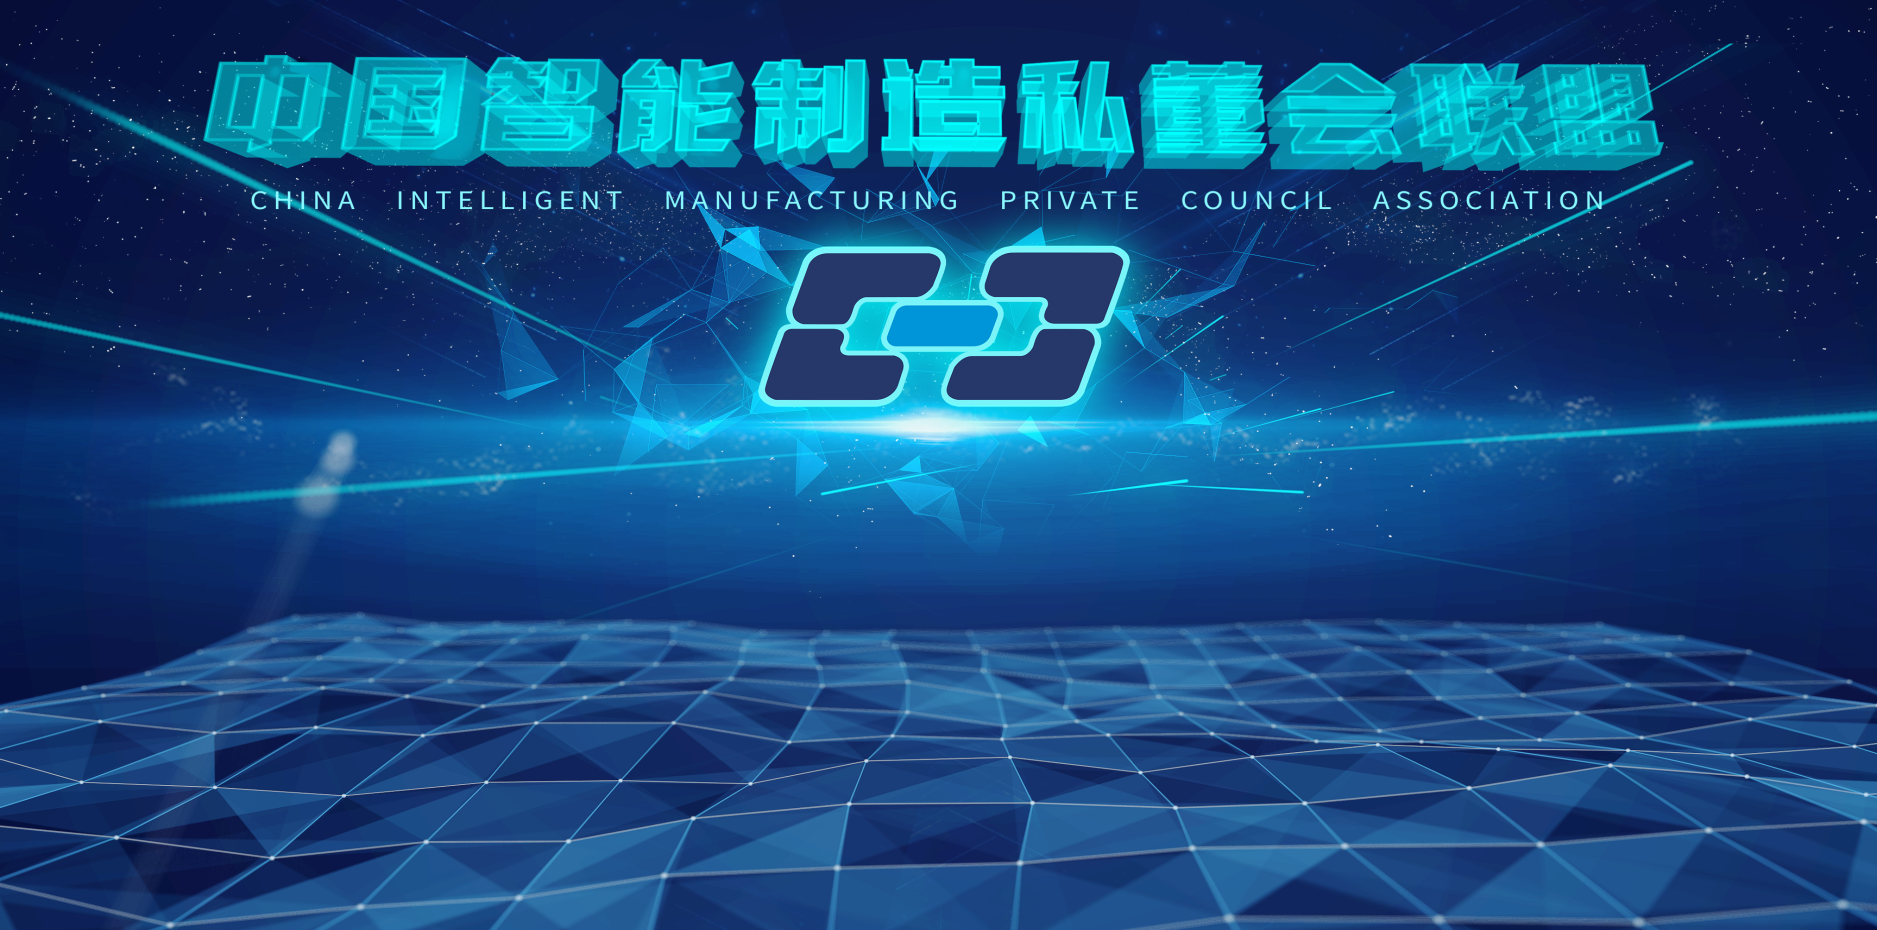 中国智能制造私董会联盟
CHINA INTELLIGENT MANUFACTURING PRIVATE COUNCIL ASSOCIATION